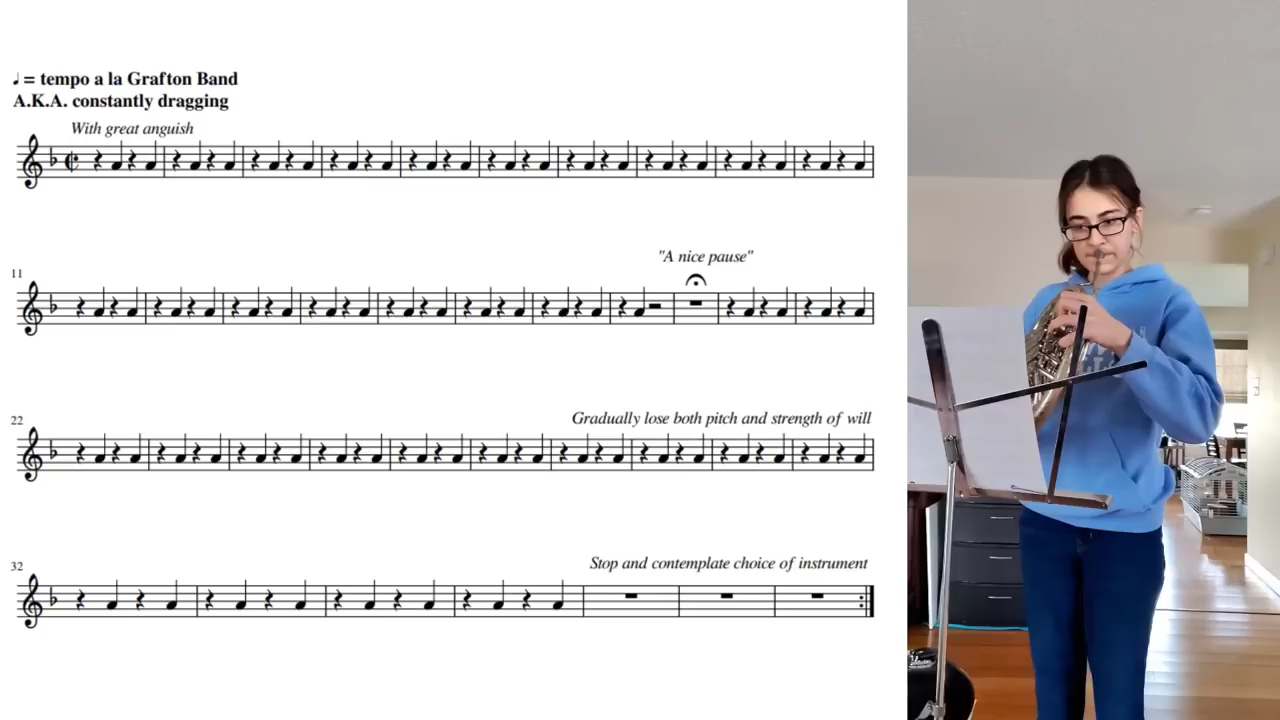 ♩ = tempo a la Grafton Band
A.K.A. constantly dragging
With great anguish
11
"A nice pause"
22
Gradually lose both pitch and strength of will
32
Stop and contemplate choice of instrument